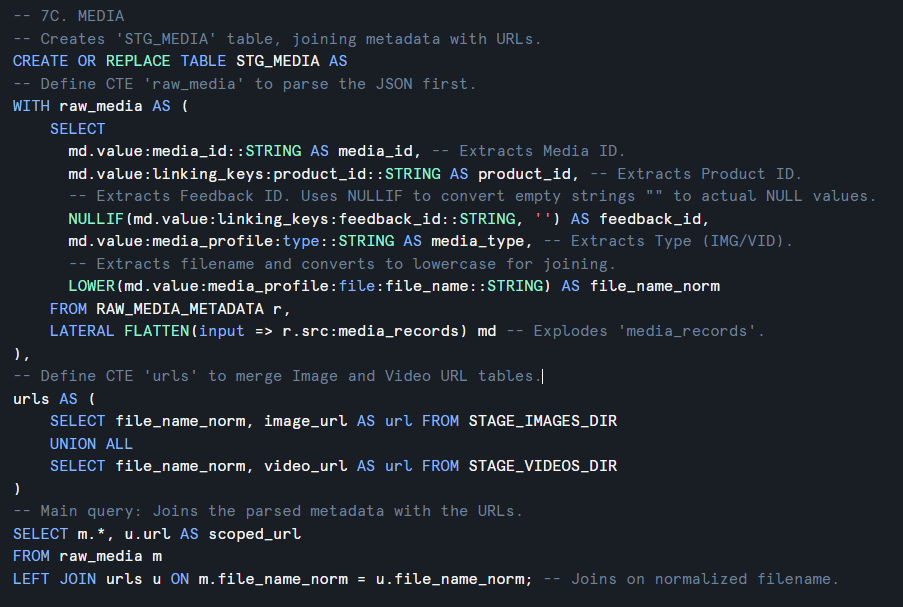 -- 7C. MEDIA
-- Creates 'STG_MEDIA' table, joining metadata with URLs.
CREATE OR REPLACE TABLE STG_MEDIA AS
-- Define CTE 'raw_media' to parse the JSON first.
WITH raw_media AS (
    SELECT
      md.value:media_id::STRING AS media_id, -- Extracts Media ID.
      md.value:linking_keys:product_id::STRING AS product_id, -- Extracts Product ID.
      -- Extracts Feedback ID. Uses NULLIF to convert empty strings "" to actual NULL values.
      NULLIF(md.value:linking_keys:feedback_id::STRING, '') AS feedback_id,
      md.value:media_profile:type::STRING AS media_type, -- Extracts Type (IMG/VID).
      -- Extracts filename and converts to lowercase for joining.
      LOWER(md.value:media_profile:file:file_name::STRING) AS file_name_norm
    FROM RAW_MEDIA_METADATA r,
    LATERAL FLATTEN(input => r.src:media_records) md -- Explodes 'media_records'.
),
-- Define CTE 'urls' to merge Image and Video URL tables.
urls AS (
    SELECT file_name_norm, image_url AS url FROM STAGE_IMAGES_DIR
    UNION ALL
    SELECT file_name_norm, video_url AS url FROM STAGE_VIDEOS_DIR
)
-- Main query: Joins the parsed metadata with the URLs.
SELECT m.*, u.url AS scoped_url
FROM raw_media m
LEFT JOIN urls u ON m.file_name_norm = u.file_name_norm; -- Joins on normalized filename.